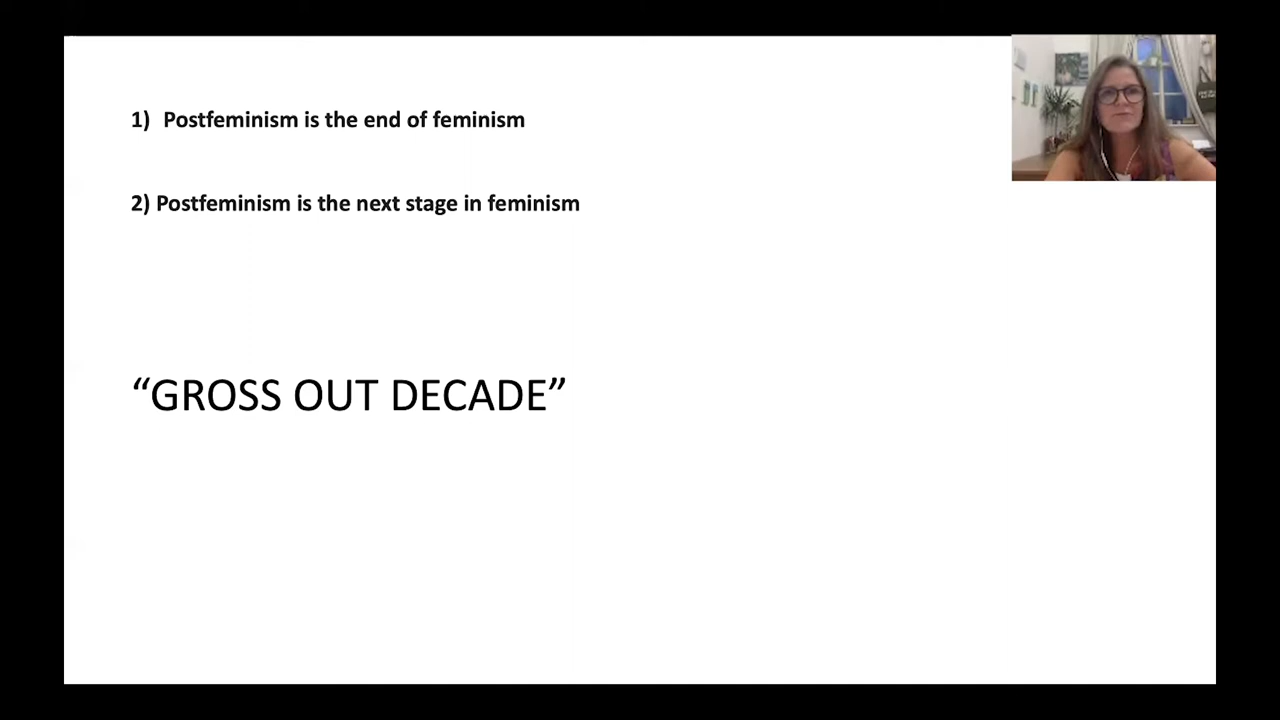 1) Postfeminism is the end of feminism
2) Postfeminism is the next stage in feminism
“GROSS OUT DECADE”